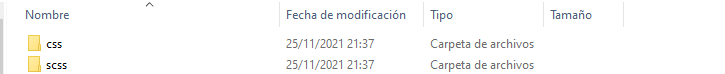 Nombre Fecha de modificación Tipo Tamaño
css 25/11/2021 21:37 Carpeta de archivos
scss 25/11/2021 21:37 Carpeta de archivos